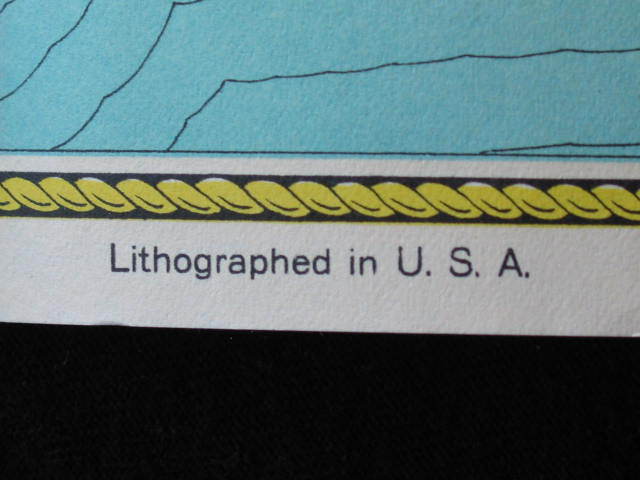 Lithographed in U. S. A.